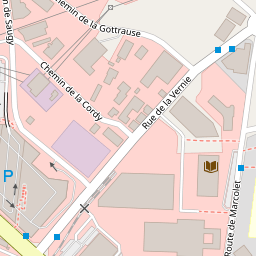 Chemin de la Gottrause
n de Saugy
Chemin de la Cordy
Rue de la Vernie
P
Route de Marcolet